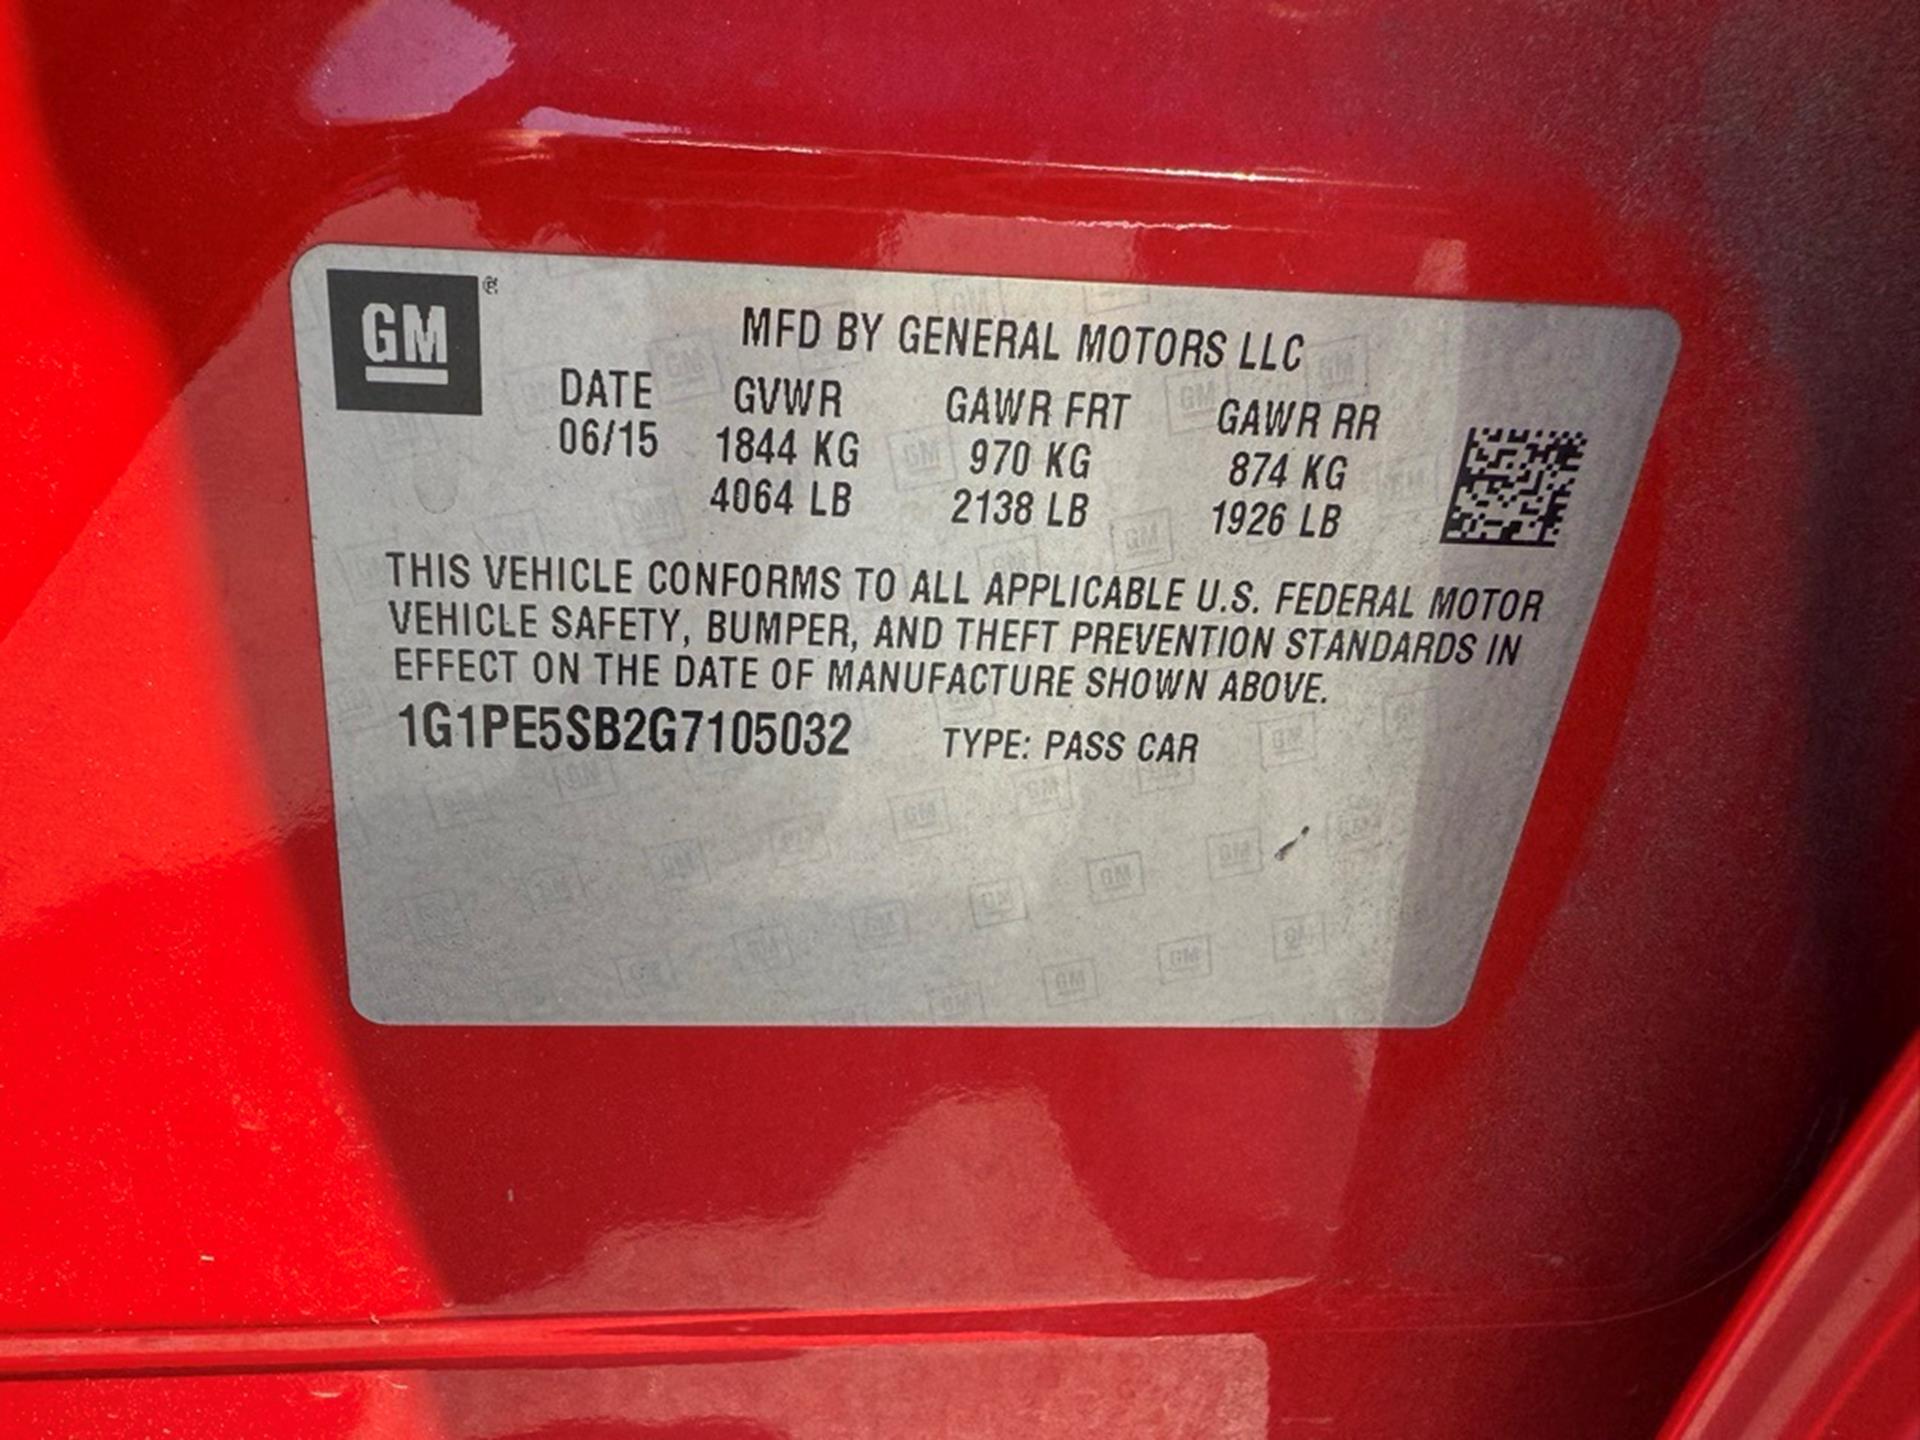 GM®
MFD BY GENERAL MOTORS LLC
DATE GVWR GAWR FRT GAWR RR
06/15 1844 KG 970 KG 874 KG
4064 LB 2138 LB 1926 LB
THIS VEHICLE CONFORMS TO ALL APPLICABLE U.S. FEDERAL MOTOR
VEHICLE SAFETY, BUMPER, AND THEFT PREVENTION STANDARDS IN
EFFECT ON THE DATE OF MANUFACTURE SHOWN ABOVE.
1G1PE5SB2G7105032 TYPE: PASS CAR